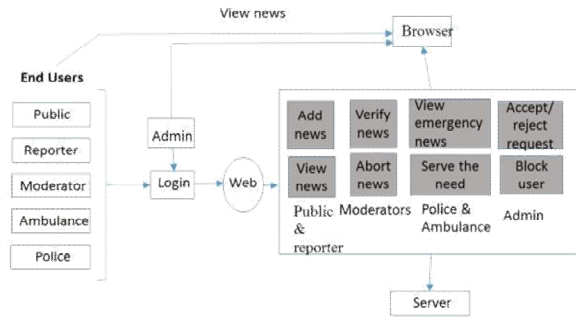 View news
Browser
End Users
Public
Reporter
Moderator
Ambulance
Police
Admin
Login
Web
Add
news
Verify
news
View
emergency
news
Accept/
reject
request
View
news
Abort
news
Serve the
need
Block
user
Public
&
reporter
Moderators
Police &
Ambulance
Admin
Server